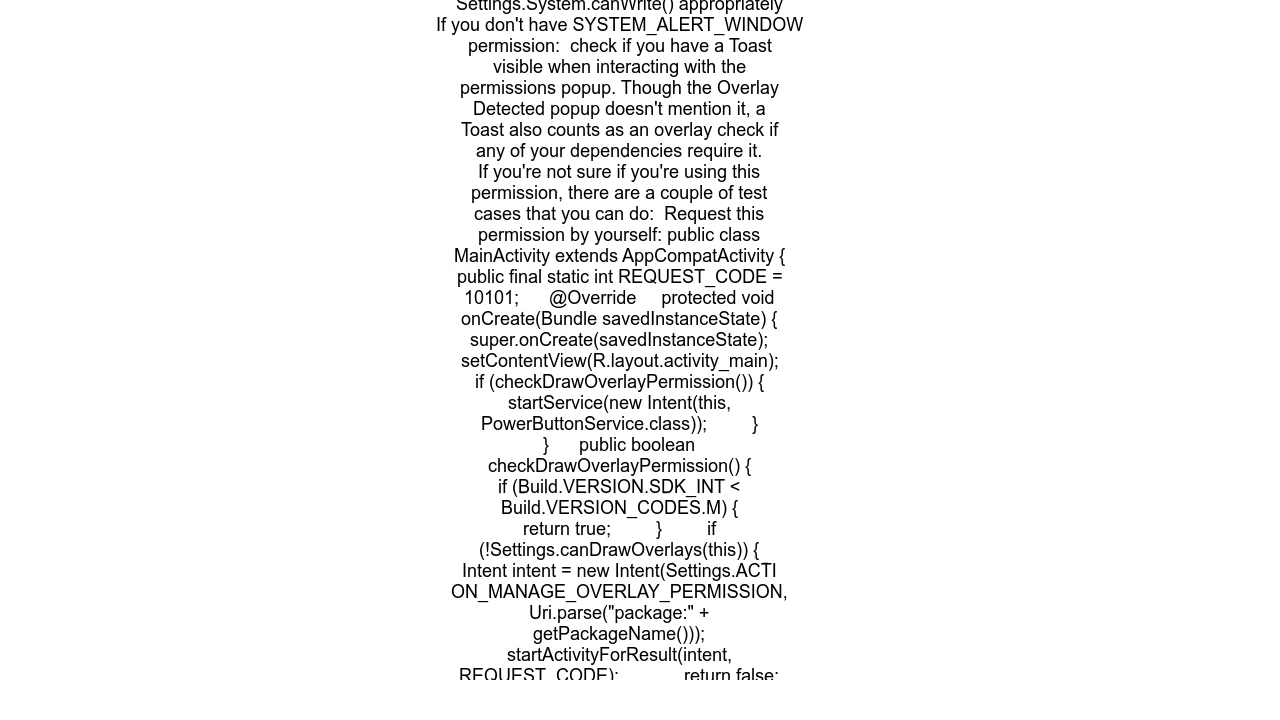 Settings.System.canWrite() appropriately
If you don't have SYSTEM_ALERT_WINDOW
permission:  check if you have a Toast
visible when interacting with the
permissions popup. Though the Overlay
Detected popup doesn't mention it, a
Toast also counts as an overlay check if
any of your dependencies require it.
If you're not sure if you're using this
permission, there are a couple of test
cases that you can do:  Request this
permission by yourself: public class
MainActivity extends AppCompatActivity {
public final static int REQUEST_CODE =
10101;      @Override     protected void
onCreate(Bundle savedInstanceState) {
super.onCreate(savedInstanceState);
setContentView(R.layout.activity_main);
if (checkDrawOverlayPermission()) {
startService(new Intent(this,
PowerButtonService.class));         }
}      public boolean
checkDrawOverlayPermission() {
if (Build.VERSION.SDK_INT <
Build.VERSION_CODES.M) {
return true;         }         if
(!Settings.canDrawOverlays(this)) {
Intent intent = new Intent(Settings.ACTI
ON_MANAGE_OVERLAY_PERMISSION,
Uri.parse("package:" +
getPackageName()));
startActivityForResult(intent,
REQUEST_CODE);             return false;